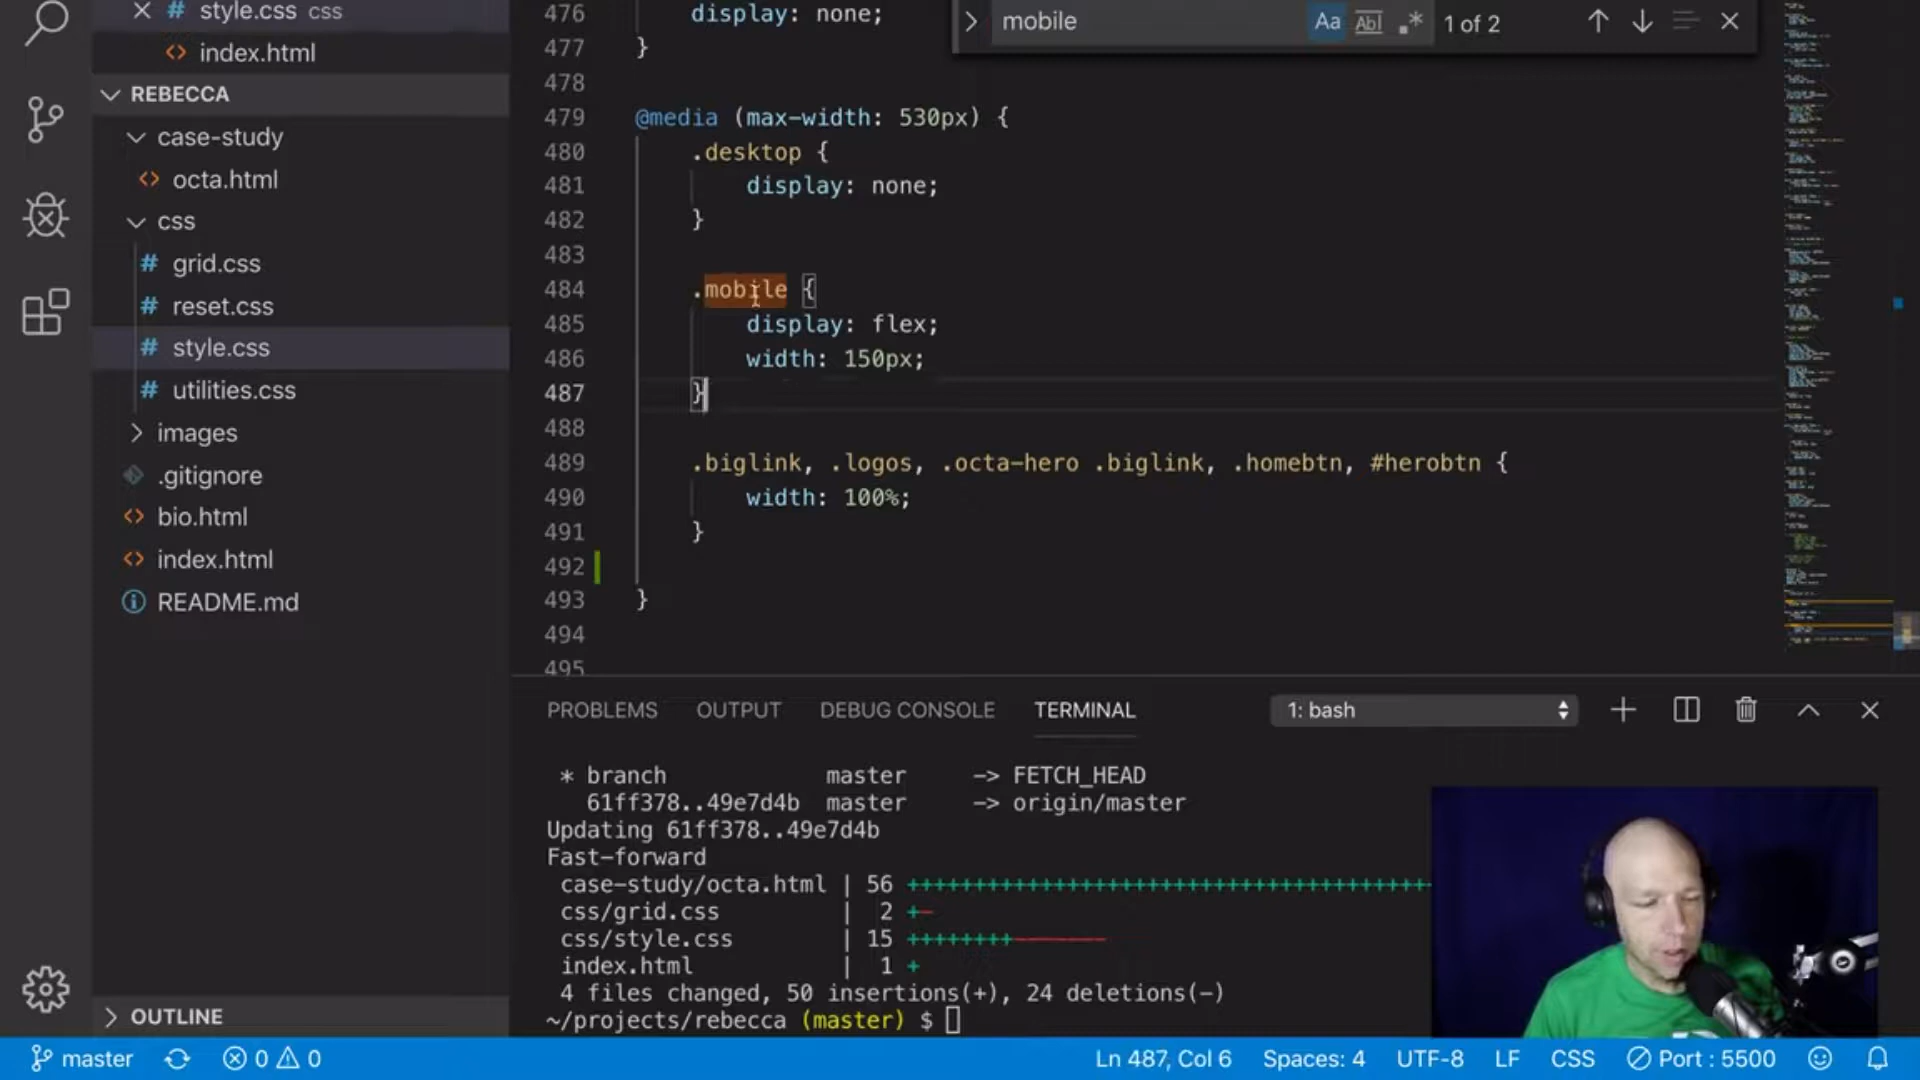 style.css css
index.html
REBECCA
case-study
octa.html
css
grid.css
reset.css
style.css
utilities.css
images
.gitignore
bio.html
index.html
README.md
OUTLINE
mobile
Aa Abl .* 1 of 2
476 display: none;
477 }
478
479 @media (max-width: 530px) {
480 .desktop {
481 display: none;
482 }
483
484 .mobile {
485 display: flex;
486 width: 150px;
487 }
488
489 .biglink, .logos, .octa-hero .biglink, .homebtn, #herobtn {
490 width: 100%;
491 }
492
493 }
494
495
PROBLEMS OUTPUT DEBUG CONSOLE TERMINAL 1: bash
* branch master -> FETCH_HEAD
61ff378..49e7d4b master -> origin/master
Updating 61ff378..49e7d4b
Fast-forward
case-study/octa.html | 56 +++++++++++++++++++++++++++++++++++++++
css/grid.css | 2 +-
css/style.css | 15 ++++++++-------
index.html | 1 +
4 files changed, 50 insertions(+), 24 deletions(-)
~/projects/rebecca (master) $
master 0 0 Ln 487, Col 6 Spaces: 4 UTF-8 LF CSS Port : 5500